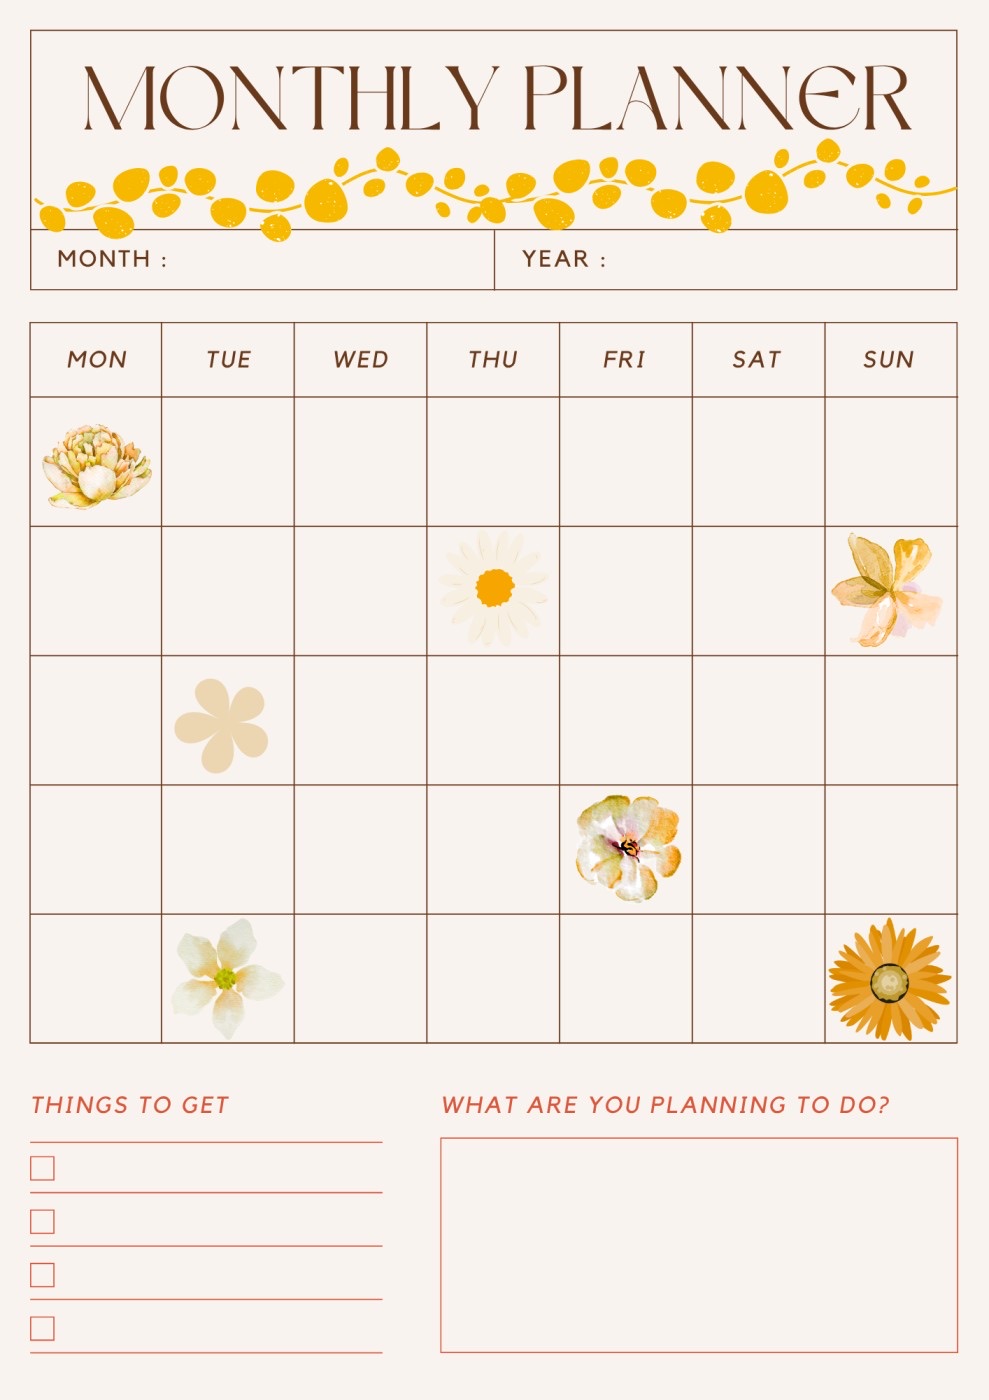 MONTHLY PLANNER
MONTH : YEAR :
MON TUE WED THU FRI SAT SUN
THINGS TO GET
WHAT ARE YOU PLANNING TO DO?